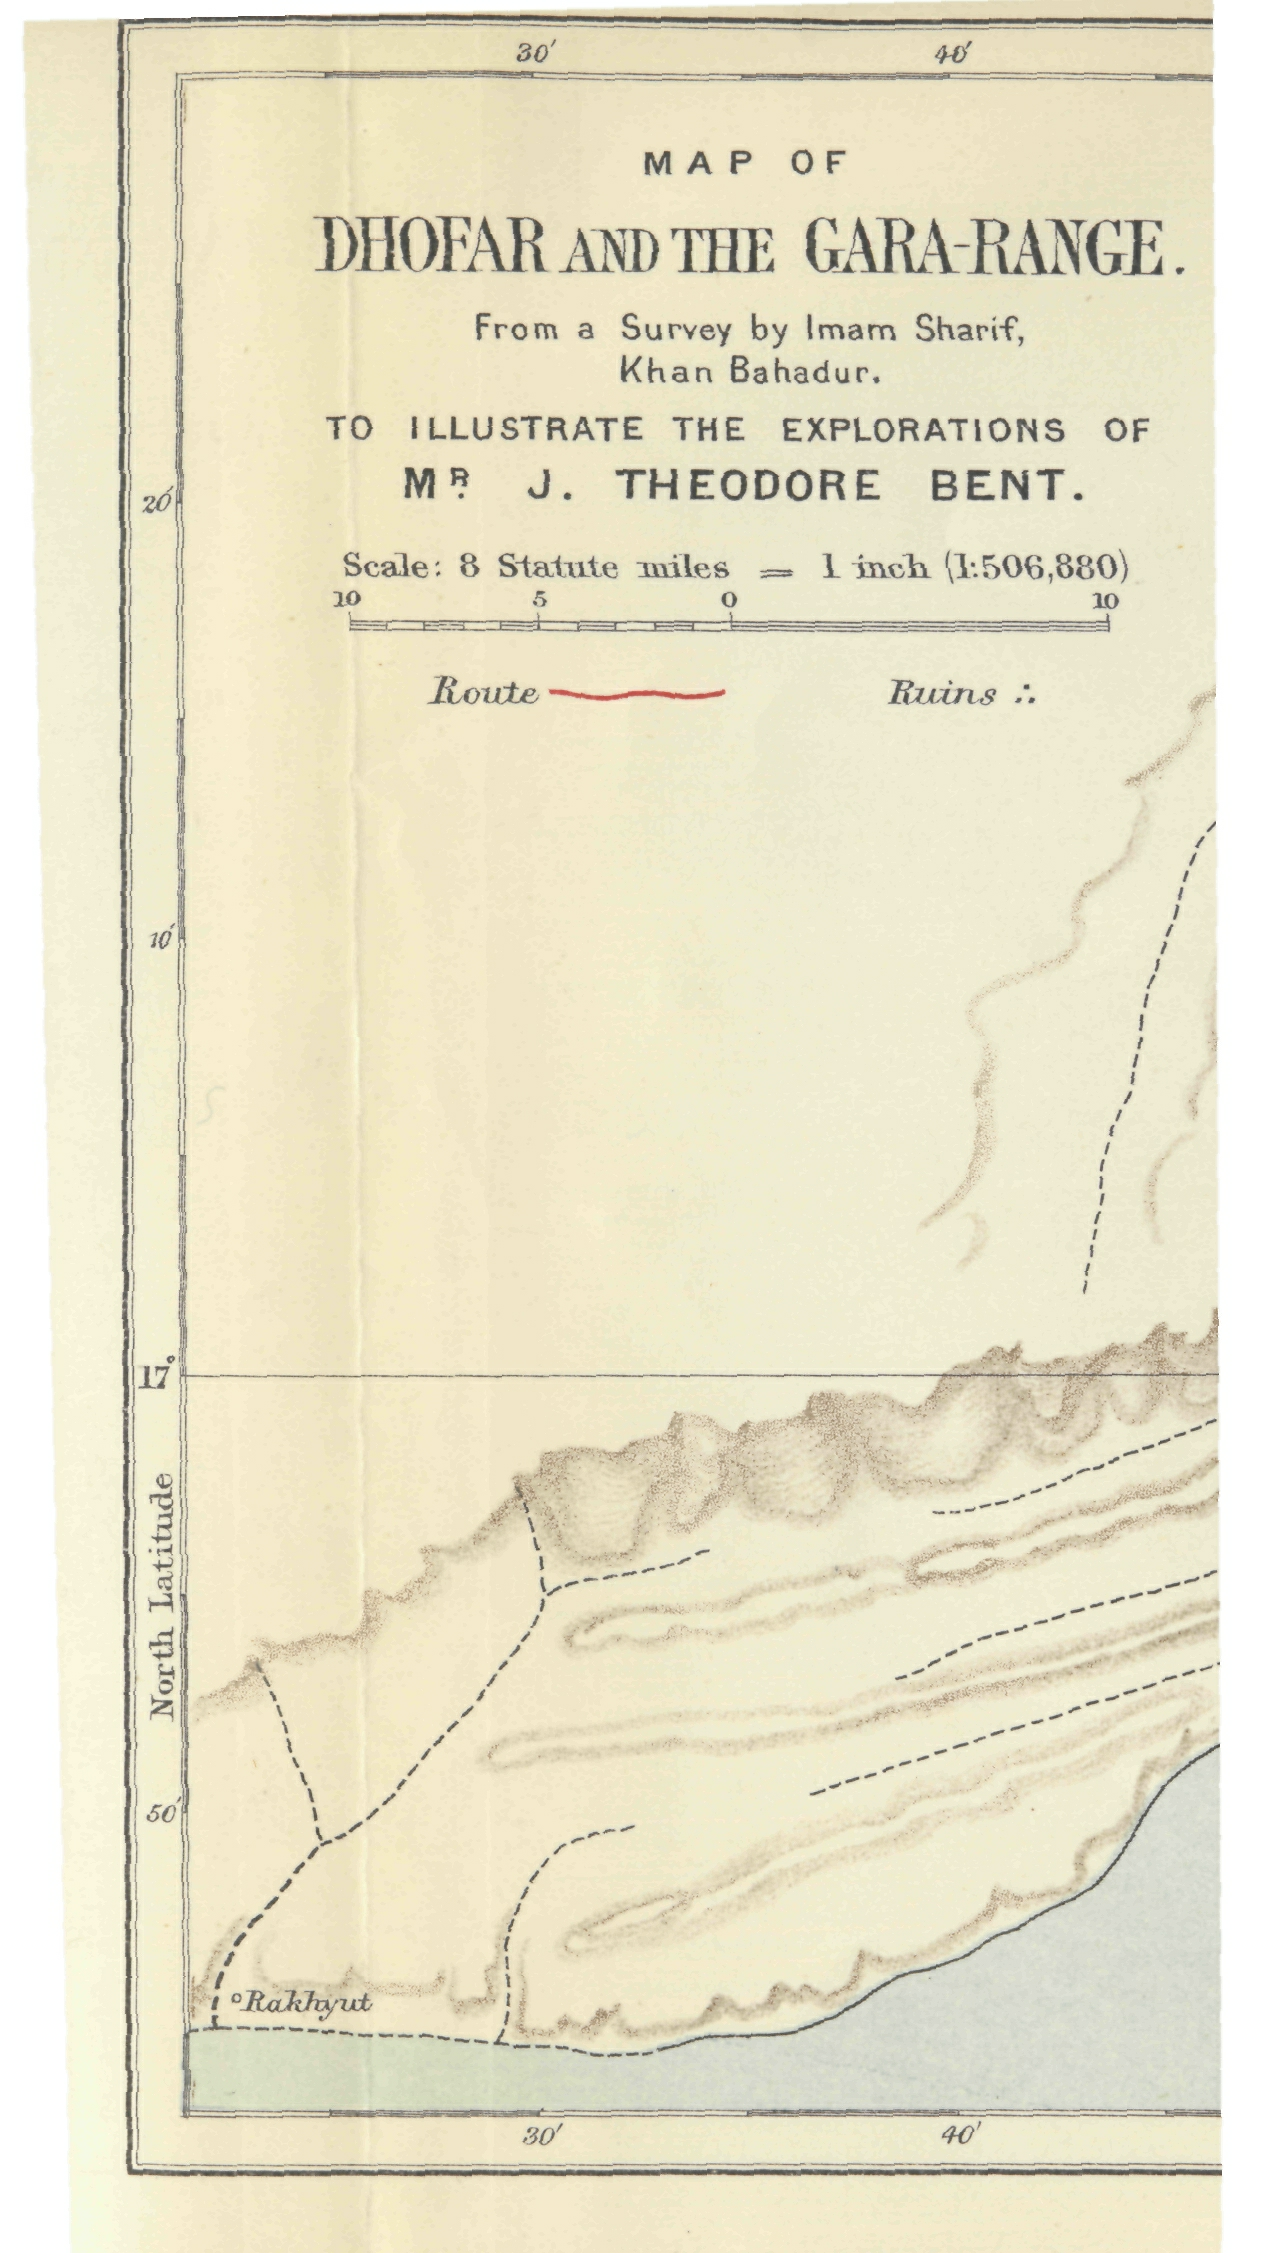 30′ 40′
MAP OF
DHOFAR AND THE GARA-RANGE.
From a Survey by Imam Sharif,
Khan Bahadur.
TO ILLUSTRATE THE EXPLORATIONS OF
MR. J. THEODORE BENT.
20′
Scale: 8 Statute miles = 1 inch (1:506,880)
10 5 0 10
Route Ruins ∴
10′
17°
North Latitude
50′
Rakhyut
30′ 40′